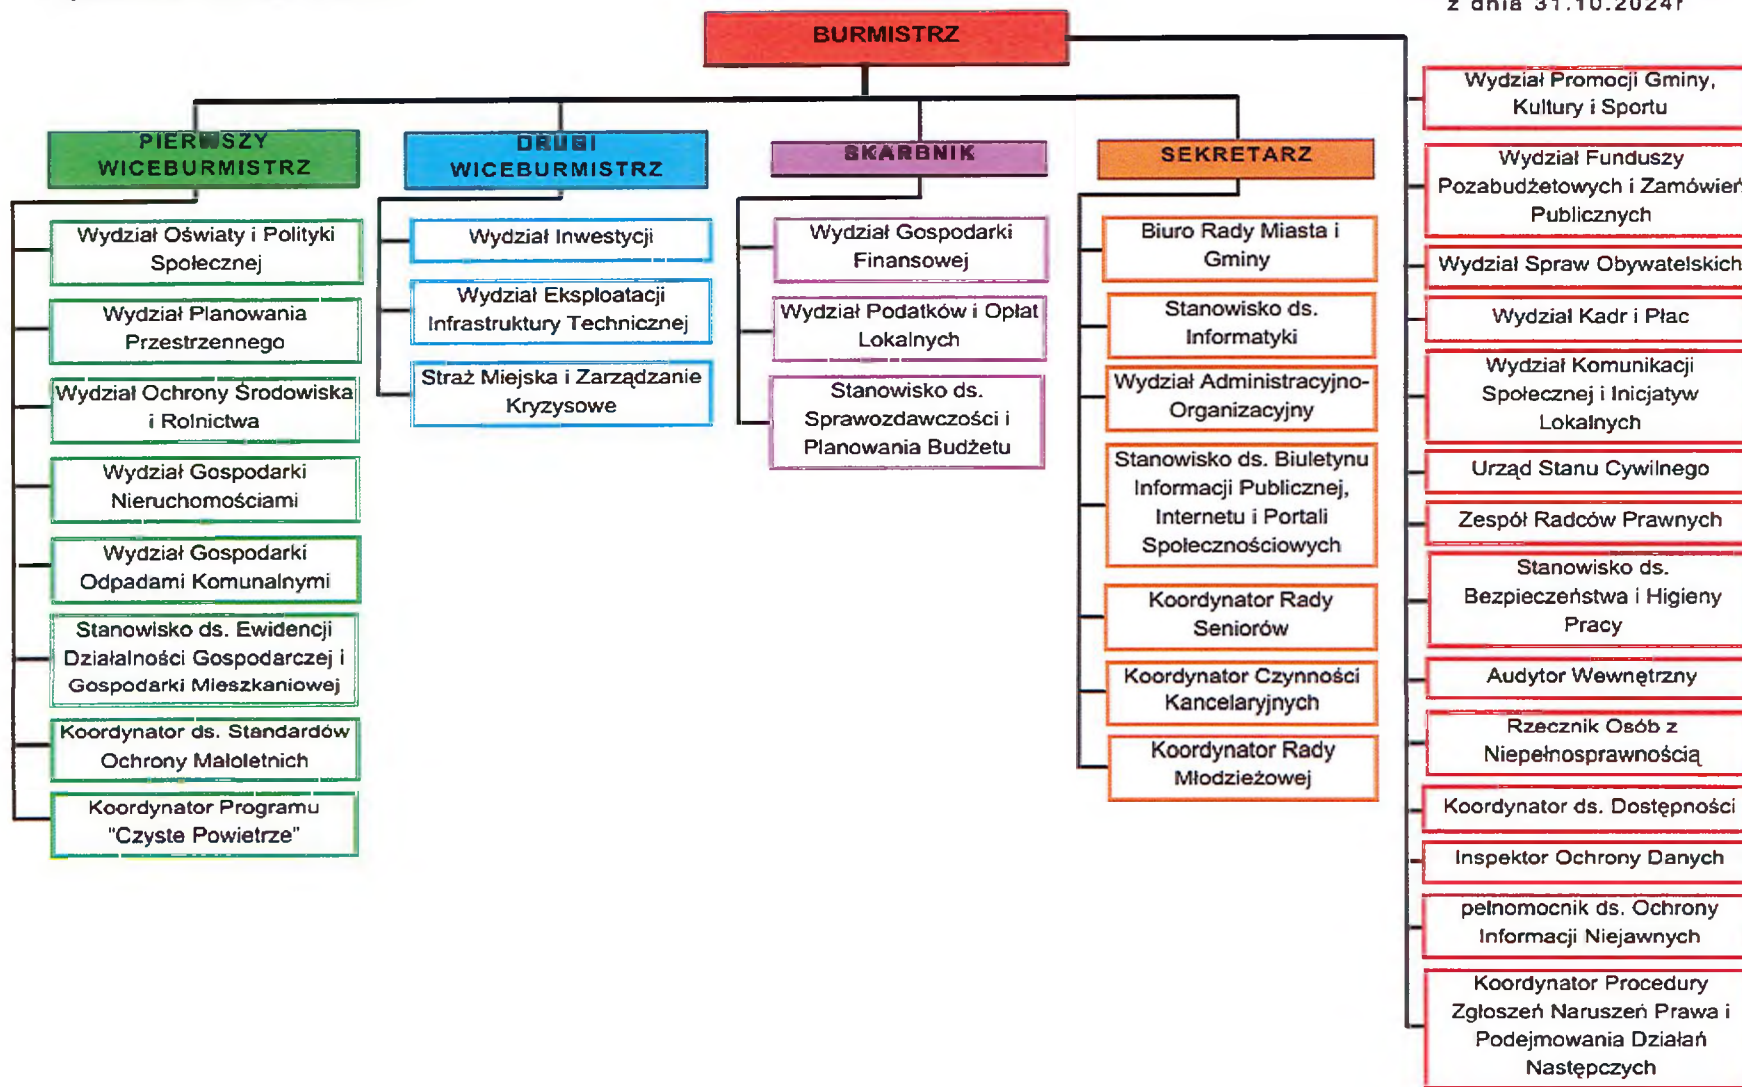 z dnia 31.10.2024r
BURMISTRZ
PIERWSZY
WICEBURMISTRZ
Wydział Oświaty i Polityki
Społecznej
Wydział Planowania
Przestrzennego
Wydział Ochrony Środowiska
i Rolnictwa
Wydział Gospodarki
Nieruchomościami
Wydział Gospodarki
Odpadami Komunalnymi
Stanowisko ds. Ewidencji
Działalności Gospodarczej i
Gospodarki Mieszkaniowej
Koordynator ds. Standardów
Ochrony Małoletnich
Koordynator Programu
"Czyste Powietrze"
DRUGI
WICEBURMISTRZ
Wydział Inwestycji
Wydział Eksploatacji
Infrastruktury Technicznej
Straż Miejska i Zarządzanie
Kryzysowe
SKARBNIK
Wydział Gospodarki
Finansowej
Wydział Podatków i Opłat
Lokalnych
Stanowisko ds.
Sprawozdawczości i
Planowania Budżetu
SEKRETARZ
Biuro Rady Miasta i
Gminy
Stanowisko ds.
Informatyki
Wydział Administracyjno-
Organizacyjny
Stanowisko ds. Biuletynu
Informacji Publicznej,
Internetu i Portali
Społecznościowych
Koordynator Rady
Seniorów
Koordynator Czynności
Kancelaryjnych
Koordynator Rady
Młodzieżowej
Wydział Promocji Gminy,
Kultury i Sportu
Wydział Funduszy
Pozabudżetowych i Zamówień
Publicznych
Wydział Spraw Obywatelskich
Wydział Kadr i Płac
Wydział Komunikacji
Społecznej i Inicjatyw
Lokalnych
Urząd Stanu Cywilnego
Zespół Radców Prawnych
Stanowisko ds.
Bezpieczeństwa i Higieny
Pracy
Audytor Wewnętrzny
Rzecznik Osób z
Niepełnosprawnością
Koordynator ds. Dostępności
Inspektor Ochrony Danych
pełnomocnik ds. Ochrony
Informacji Niejawnych
Koordynator Procedury
Zgłoszeń Naruszeń Prawa i
Podejmowania Działań
Następczych